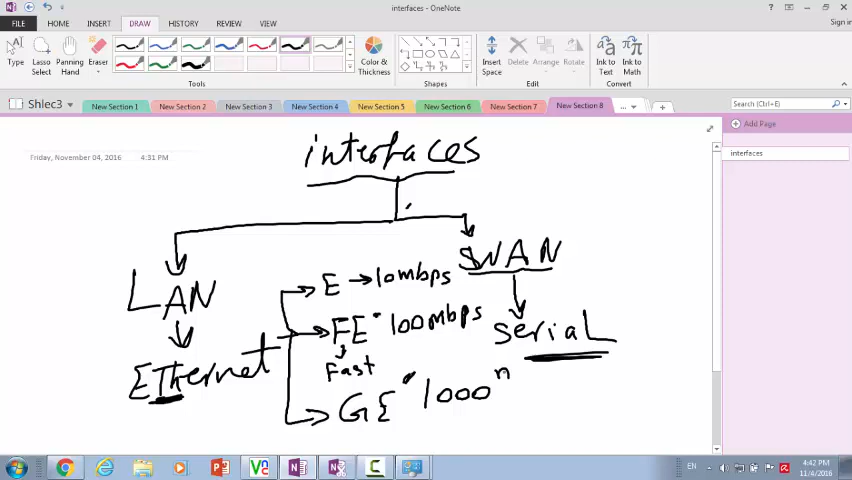 interfaces - OneNote
FILE HOME INSERT DRAW HISTORY REVIEW VIEW
Sign in
Type
Lasso Select
Panning Hand
Eraser
Color & Thickness
Insert Space
Delete
Arrange
Rotate
Ink to Text
Ink to Math
Tools
Shapes
Edit
Convert
Shlec3
New Section 1
New Section 2
New Section 3
New Section 4
New Section 5
New Section 6
New Section 7
New Section 8
...
Search (Ctrl+E)
Add Page
interfaces
Friday, November 04, 2016 4:31 PM
interfaces
LAN
WAN
Ethernet
E → 10mbps
FE 100mbps
Fast
GE 1000
serial
EN
4:42 PM
11/4/2016